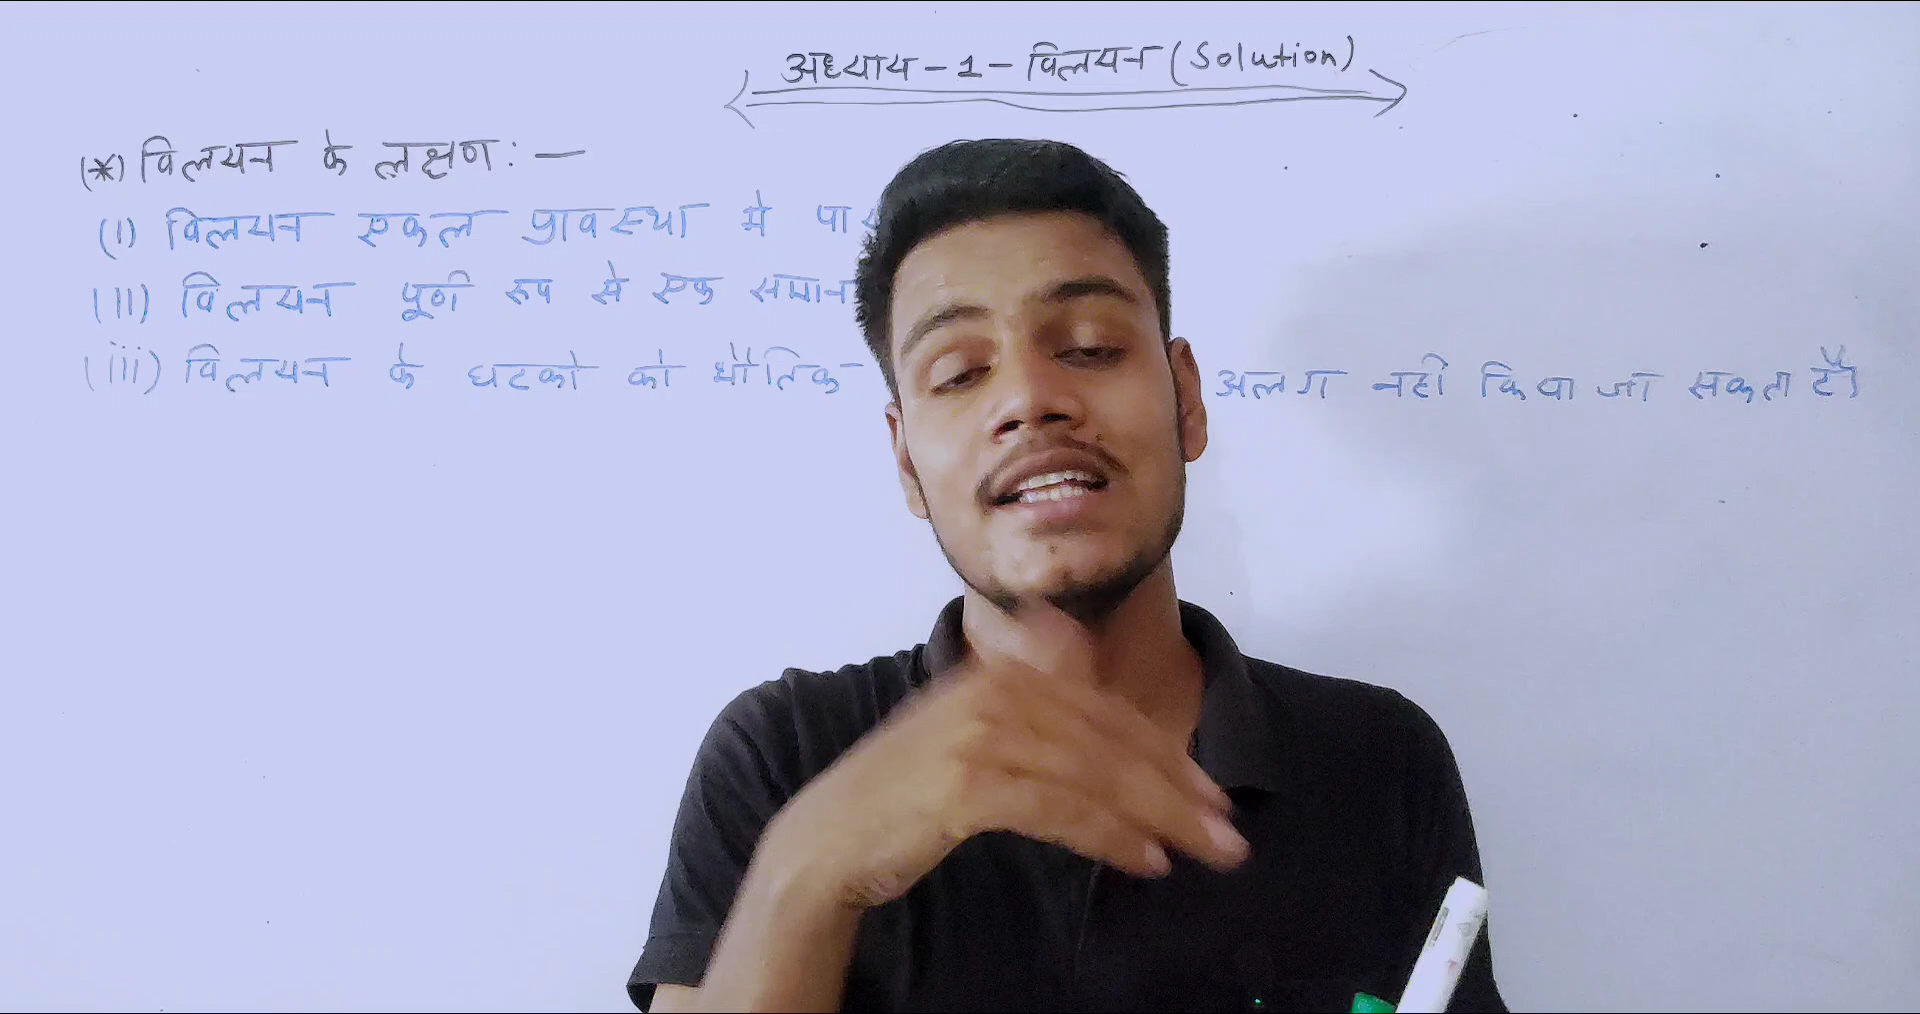 अध्याय - 1 - विलयन (Solution)
(*) विलयन के लक्षण : —
(i) विलयन एकल प्रावस्था मे
(ii) विलयन पूर्ण रूप से एक समान
(iii) विलयन के घटको को भौतिक अलग नही किया जा सकता है।